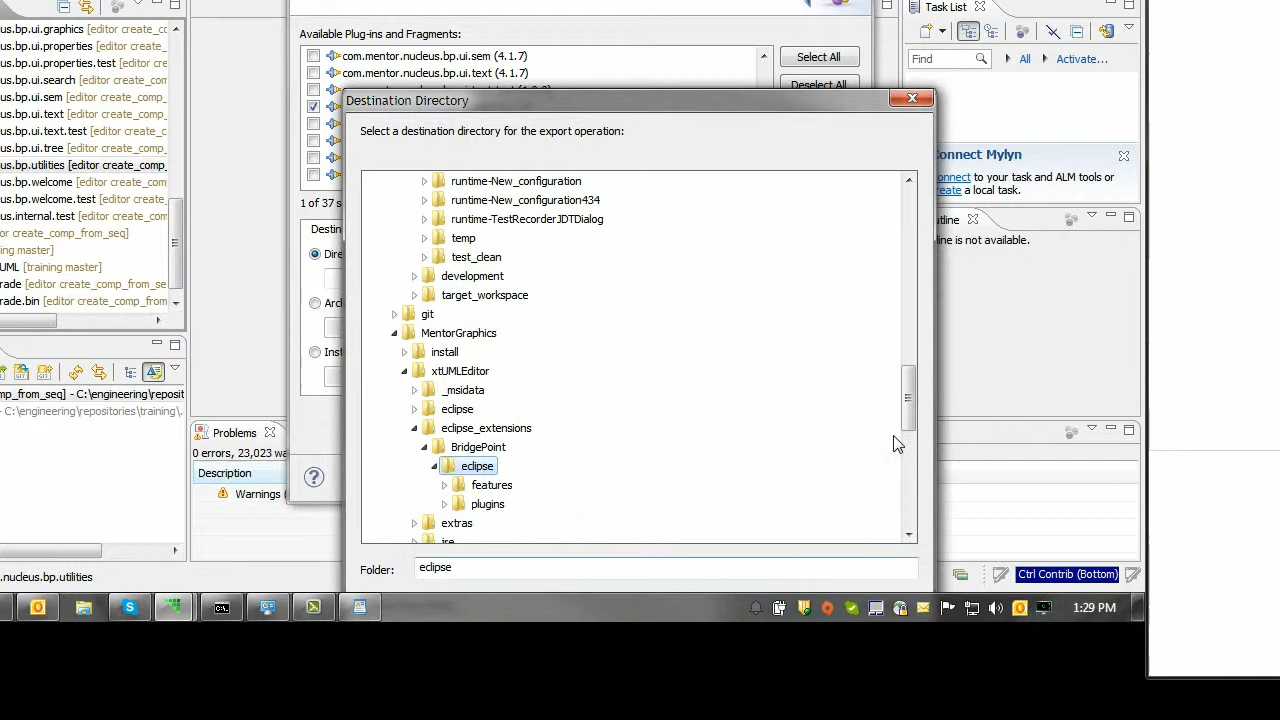 us.bp.ui.graphics [editor create_c
us.bp.ui.properties [editor create_
us.bp.ui.properties.test [editor cre
us.bp.ui.search [editor create_com
us.bp.ui.sem [editor create_comp_
us.bp.ui.text [editor create_comp_f
us.bp.ui.text.test [editor create_co
us.bp.ui.tree [editor create_comp_
us.bp.utilities [editor create_comp_
us.bp.welcome [editor create_comp
us.bp.welcome.test [editor create_
us.internal.test [editor create_comp
or create_comp_from_seq]
ning master]
UML [training master]
rade [editor create_comp_from_se
rade.bin [editor create_comp_from
mp_from_seq] - C:\engineering\reposit
- C:\engineering\repositories\training\.
.nucleus.bp.utilities
Available Plug-ins and Fragments:
com.mentor.nucleus.bp.ui.sem (4.1.7)
com.mentor.nucleus.bp.ui.text (4.1.7)
Select All
Deselect All
1 of 37 s
Destin
Dire
Arc
Inst
Problems
0 errors, 23,023 wa
Description
Warnings (
Destination Directory
Select a destination directory for the export operation:
runtime-New_configuration
runtime-New_configuration434
runtime-TestRecorderJDTDialog
temp
test_clean
development
target_workspace
git
MentorGraphics
install
xtUMLEditor
_msidata
eclipse
eclipse_extensions
BridgePoint
eclipse
features
plugins
extras
jre
Folder:
eclipse
Task List
Find
All
Activate...
onnect Mylyn
onnect to your task and ALM tools or
reate a local task.
utline
ine is not available.
Ctrl Contrib (Bottom)
1:29 PM